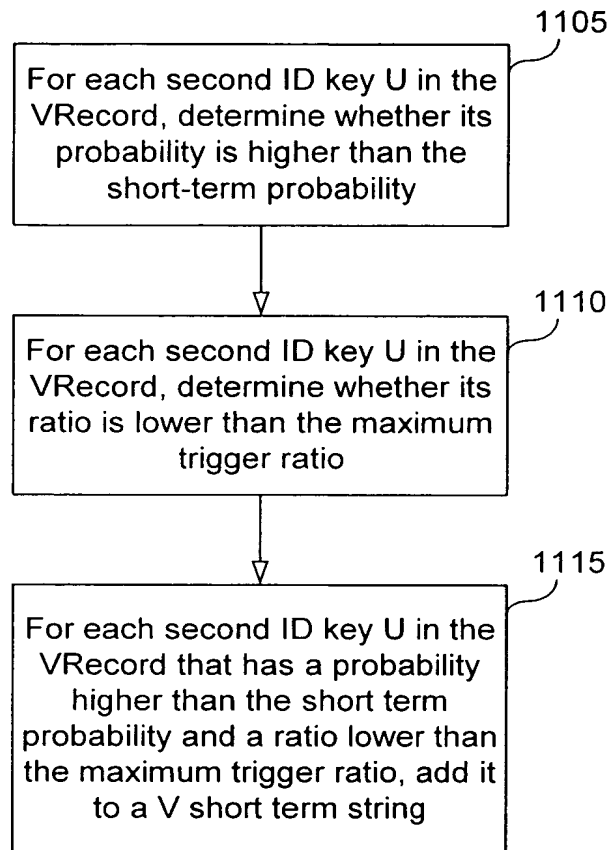 1105
For each second ID key U in the
VRecord, determine whether its
probability is higher than the
short-term probability
1110
For each second ID key U in the
VRecord, determine whether its
ratio is lower than the maximum
trigger ratio
1115
For each second ID key U in the
VRecord that has a probability
higher than the short term
probability and a ratio lower than
the maximum trigger ratio, add it
to a V short term string